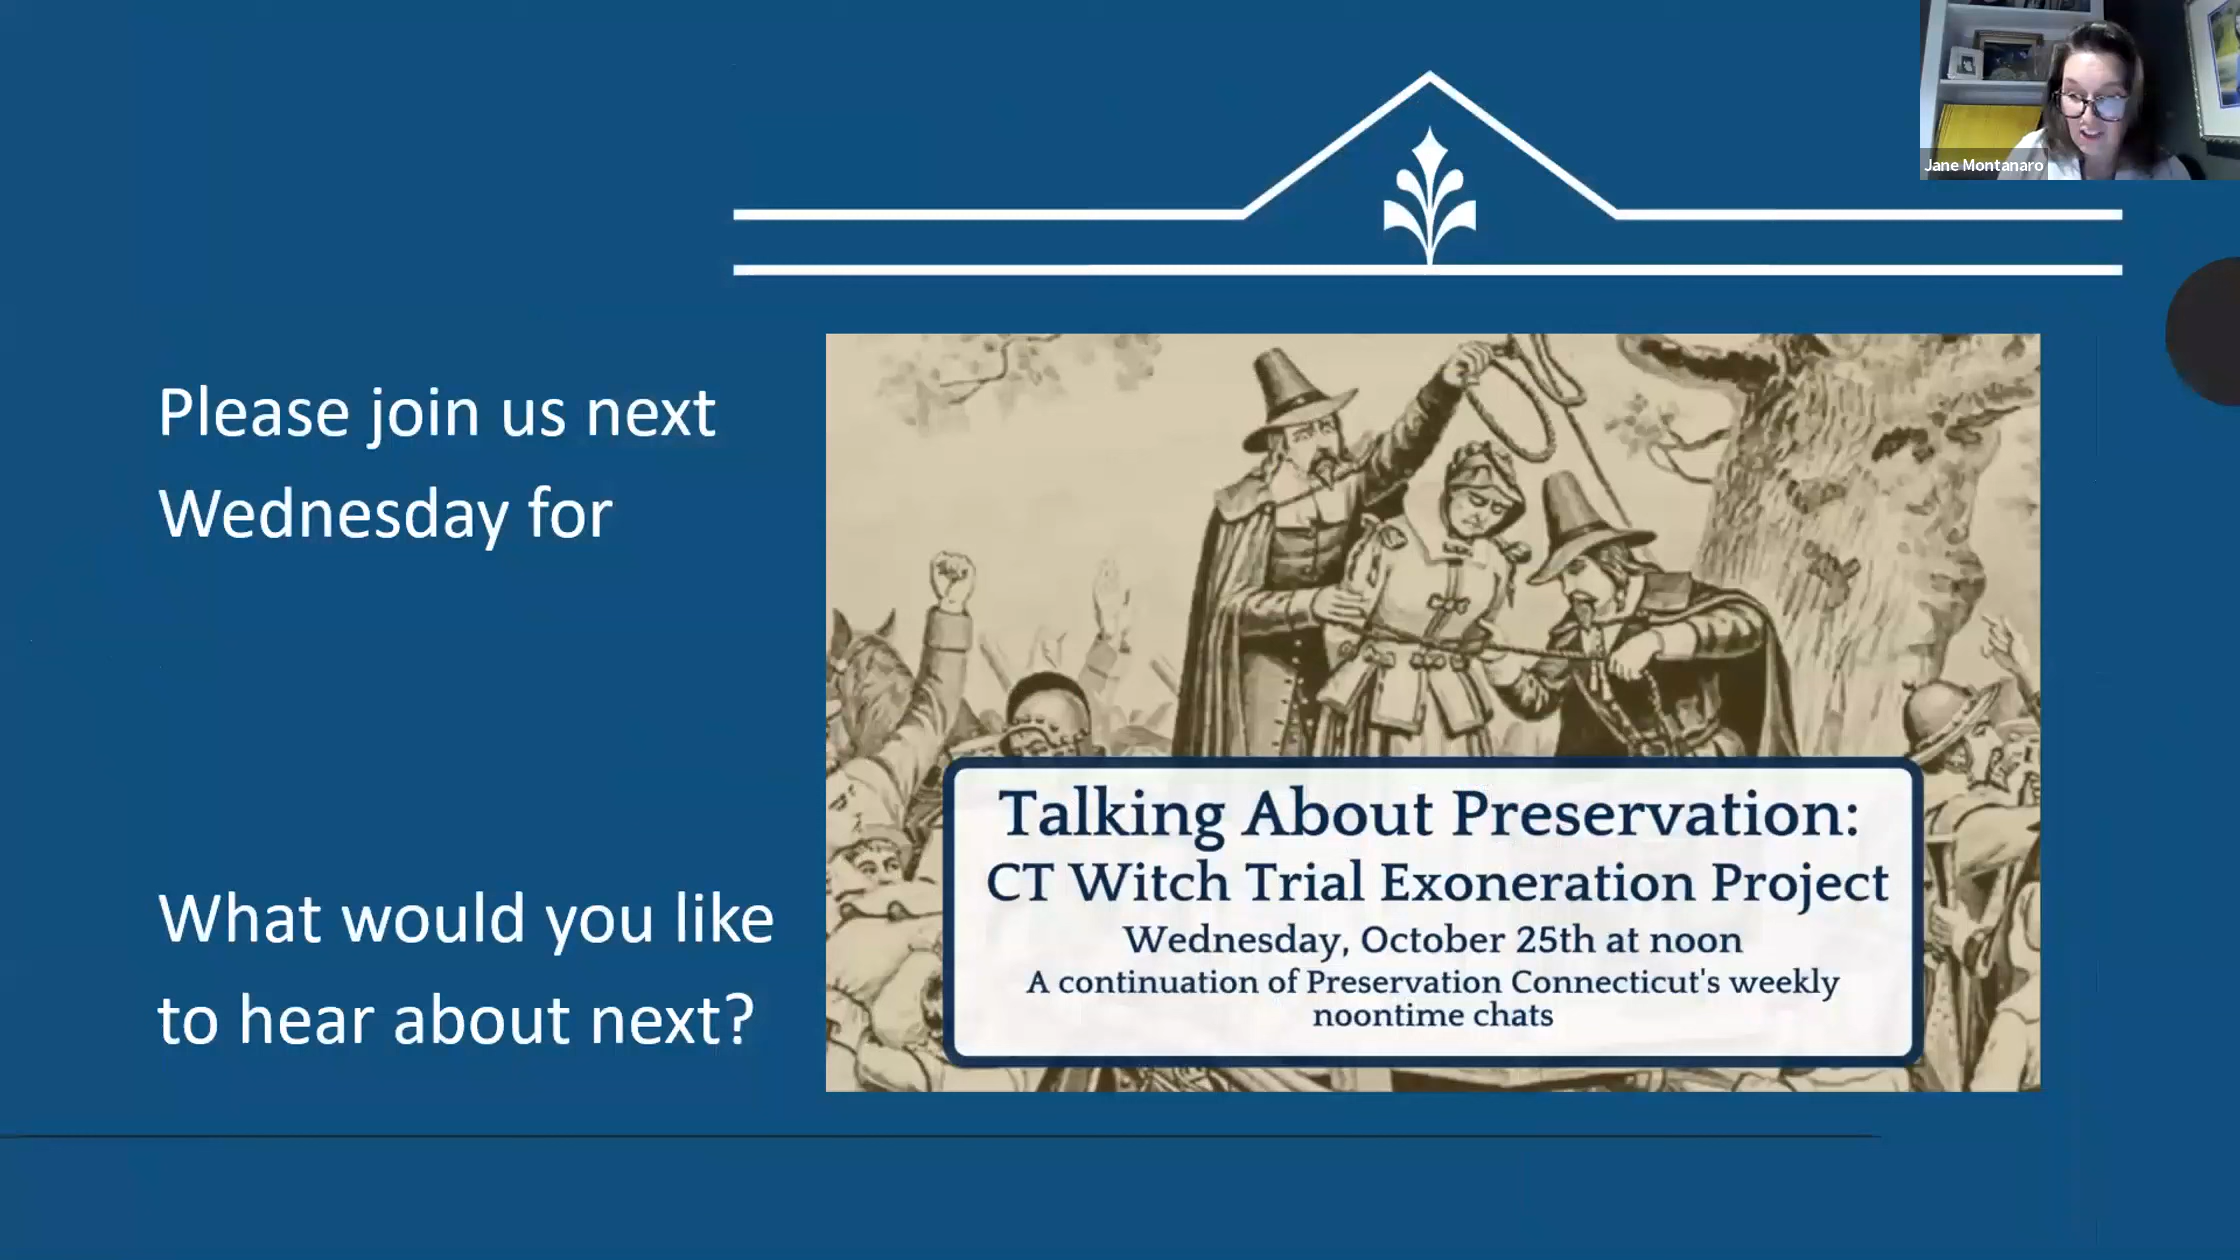 Jane Montanaro
Please join us next
Wednesday for
What would you like
to hear about next?
Talking About Preservation:
CT Witch Trial Exoneration Project
Wednesday, October 25th at noon
A continuation of Preservation Connecticut's weekly
noontime chats